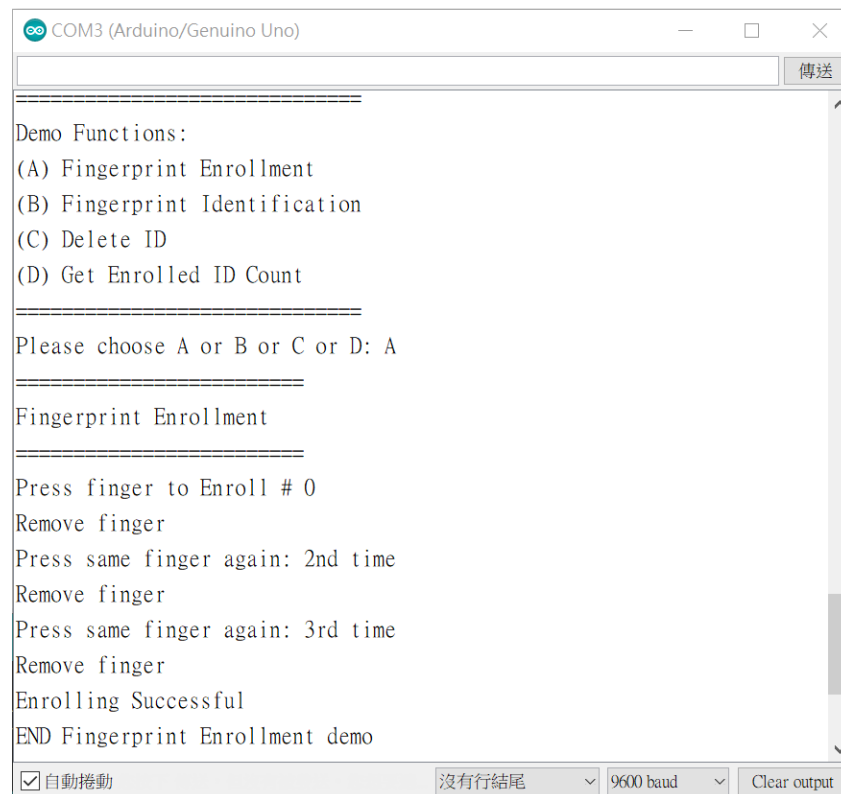 COM3 (Arduino/Genuino Uno)
傳送
==============================
Demo Functions:
(A) Fingerprint Enrollment
(B) Fingerprint Identification
(C) Delete ID
(D) Get Enrolled ID Count
==============================
Please choose A or B or C or D: A
=========================
Fingerprint Enrollment
=========================
Press finger to Enroll # 0
Remove finger
Press same finger again: 2nd time
Remove finger
Press same finger again: 3rd time
Remove finger
Enrolling Successful
END Fingerprint Enrollment demo
自動捲動 沒有行結尾 9600 baud Clear output